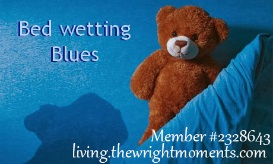 Bed wetting
Blues
Member #2328643
living.thewrightmoments.com